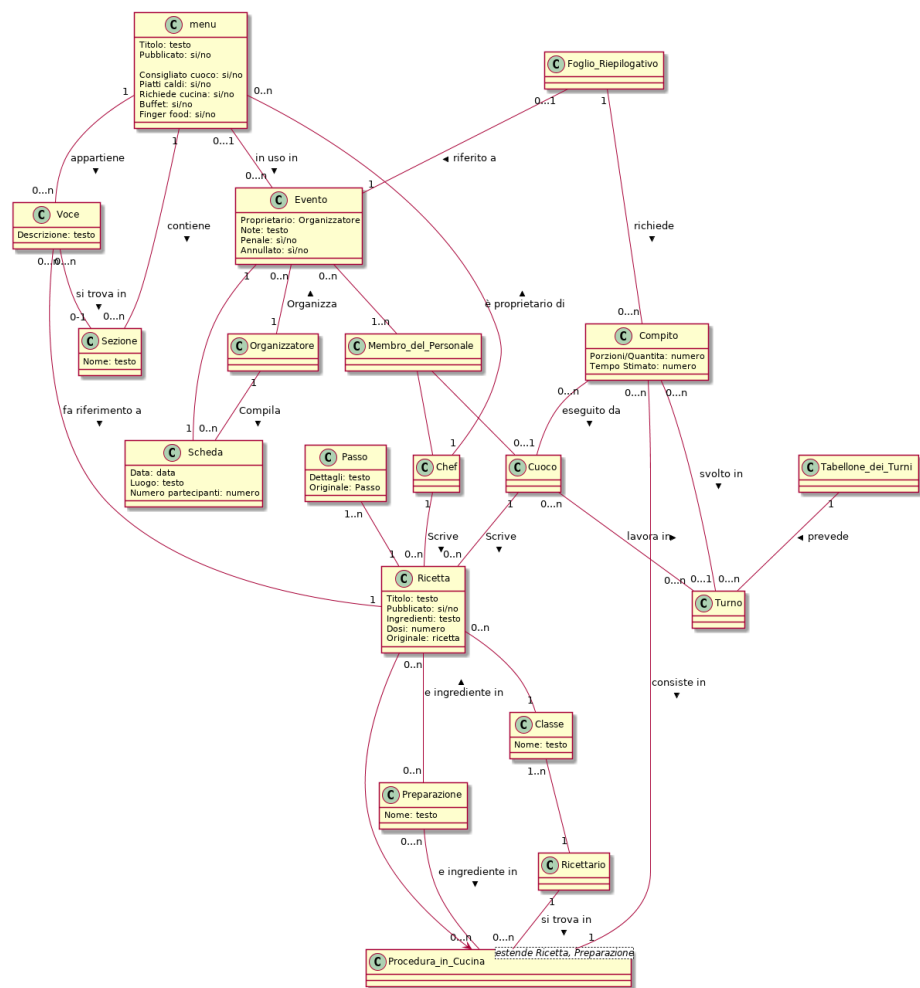 C menu
Titolo: testo
Pubblicato: si/no
Consigliato cuoco: si/no
Piatti caldi: si/no
Richiede cucina: si/no
Buffet: si/no
Finger food: si/no
C Foglio_Riepilogativo
1
0..n
1
0...1
0...1
1
appartiene
▼
in uso in
▼
◄ riferito a
0...n
0...n
1
C Voce
Descrizione: testo
C Evento
Proprietario: Organizzatore
Note: testo
Penale: sì/no
Annullato: sì/no
contiene
▼
richiede
▼
0...n
0...n
1
0..n
0..n
si trova in
▼
▲
Organizza
▲
è proprietario di
0-1
0...n
1
1..n
0...n
C Sezione
Nome: testo
C Organizzatore
C Membro_del_Personale
C Compito
Porzioni/Quantita: numero
Tempo Stimato: numero
1
0...n
0...n
0...n
fa riferimento a
▼
Compila
▼
eseguito da
▼
1
0..n
1
0...1
C Scheda
Data: data
Luogo: testo
Numero partecipanti: numero
C Passo
Dettagli: testo
Originale: Passo
C Chef
C Cuoco
C Tabellone_dei_Turni
svolto in
▼
1..n
1
1
0...n
1
Scrive
▼
Scrive
▼
lavora in►
◄ prevede
1
0..n
0..n
0...n
0...1
0...n
1
C Ricetta
Titolo: testo
Pubblicato: si/no
Ingredienti: testo
Dosi: numero
Originale: ricetta
C Turno
0..n
0..n
▲
e ingrediente in
consiste in
▼
1
C Classe
Nome: testo
0..n
1..n
C Preparazione
Nome: testo
0...n
1
C Ricettario
e ingrediente in
▼
1
si trova in
▼
0...n
0...n
1
C Procedura_in_Cucina
estende Ricetta, Preparazione